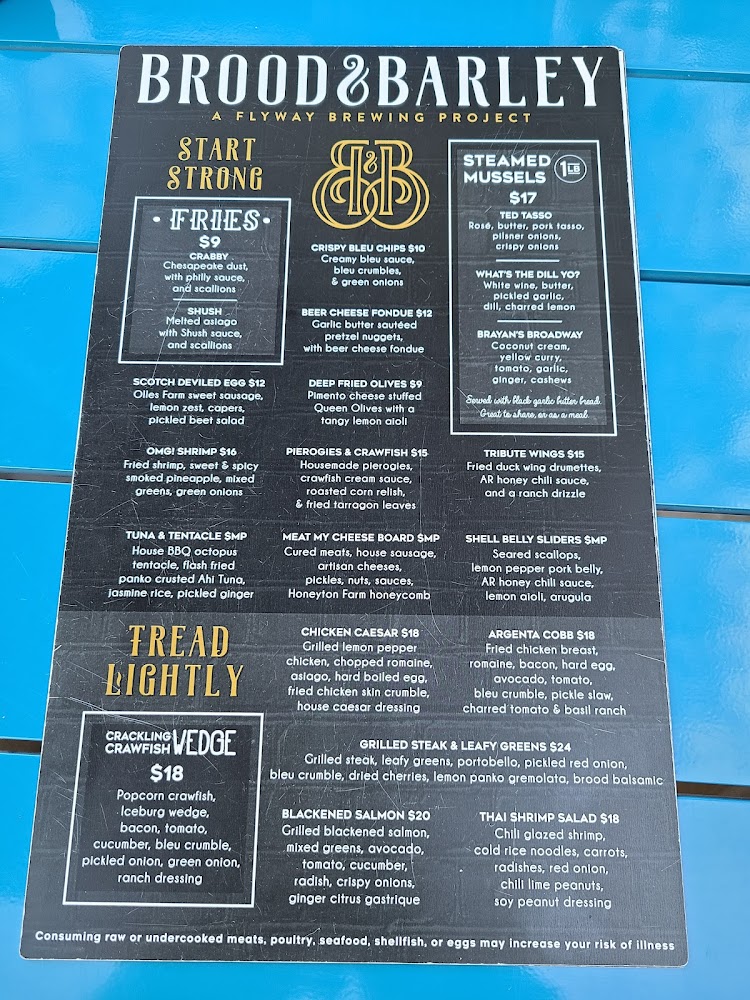 BROOD&BARLEY
A FLYWAY BREWING PROJECT
START
STRONG
• FRIES •
$9
CRABBY
Chesapeake dust,
with philly sauce,
and scallions
SHUSH
Melted asiago
with Shush sauce,
and scallions
B&B
CRISPY BLEU CHIPS $10
Creamy bleu sauce,
bleu crumbles,
& green onions
BEER CHEESE FONDUE $12
Garlic butter sautéed
pretzel nuggets,
with beer cheese fondue
STEAMED
MUSSELS
1 LB
$17
TED TASSO
Rosé, butter, pork tasso,
pilsner onions,
crispy onions
WHAT'S THE DILL YO?
White wine, butter,
pickled garlic,
dill, charred lemon
BRAYAN'S BROADWAY
Coconut cream,
yellow curry,
tomato, garlic,
ginger, cashews
Served with black garlic butter bread.
Great to share, or as a meal.
SCOTCH DEVILED EGG $12
Olles Farm sweet sausage,
lemon zest, capers,
pickled beet salad
DEEP FRIED OLIVES $9
Pimento cheese stuffed
Queen Olives with a
tangy lemon aioli
OMG! SHRIMP $16
Fried shrimp, sweet & spicy
smoked pineapple, mixed
greens, green onions
PIEROGIES & CRAWFISH $15
Housemade pierogies,
crawfish cream sauce,
roasted corn relish,
& fried tarragon leaves
TRIBUTE WINGS $15
Fried duck wing drumettes,
AR honey chili sauce,
and a ranch drizzle
TUNA & TENTACLE $MP
House BBQ octopus
tentacle, flash fried
panko crusted Ahi Tuna,
jasmine rice, pickled ginger
MEAT MY CHEESE BOARD $MP
Cured meats, house sausage,
artisan cheeses,
pickles, nuts, sauces,
Honeyton Farm honeycomb
SHELL BELLY SLIDERS $MP
Seared scallops,
lemon pepper pork belly,
AR honey chili sauce,
lemon aioli, arugula
TREAD
LIGHTLY
CHICKEN CAESAR $18
Grilled lemon pepper
chicken, chopped romaine,
asiago, hard boiled egg,
fried chicken skin crumble,
house caesar dressing
ARGENTA COBB $18
Fried chicken breast,
romaine, bacon, hard egg,
avocado, tomato,
bleu crumble, pickle slaw,
charred tomato & basil ranch
CRACKLING
CRAWFISH WEDGE
$18
Popcorn crawfish,
Iceburg wedge,
bacon, tomato,
cucumber, bleu crumble,
pickled onion, green onion,
ranch dressing
GRILLED STEAK & LEAFY GREENS $24
Grilled steak, leafy greens, portobello, pickled red onion,
bleu crumble, dried cherries, lemon panko gremolata, brood balsamic
BLACKENED SALMON $20
Grilled blackened salmon,
mixed greens, avocado,
tomato, cucumber,
radish, crispy onions,
ginger citrus gastrique
THAI SHRIMP SALAD $18
Chili glazed shrimp,
cold rice noodles, carrots,
radishes, red onion,
chili lime peanuts,
soy peanut dressing
Consuming raw or undercooked meats, poultry, seafood, shellfish, or eggs may increase your risk of illness